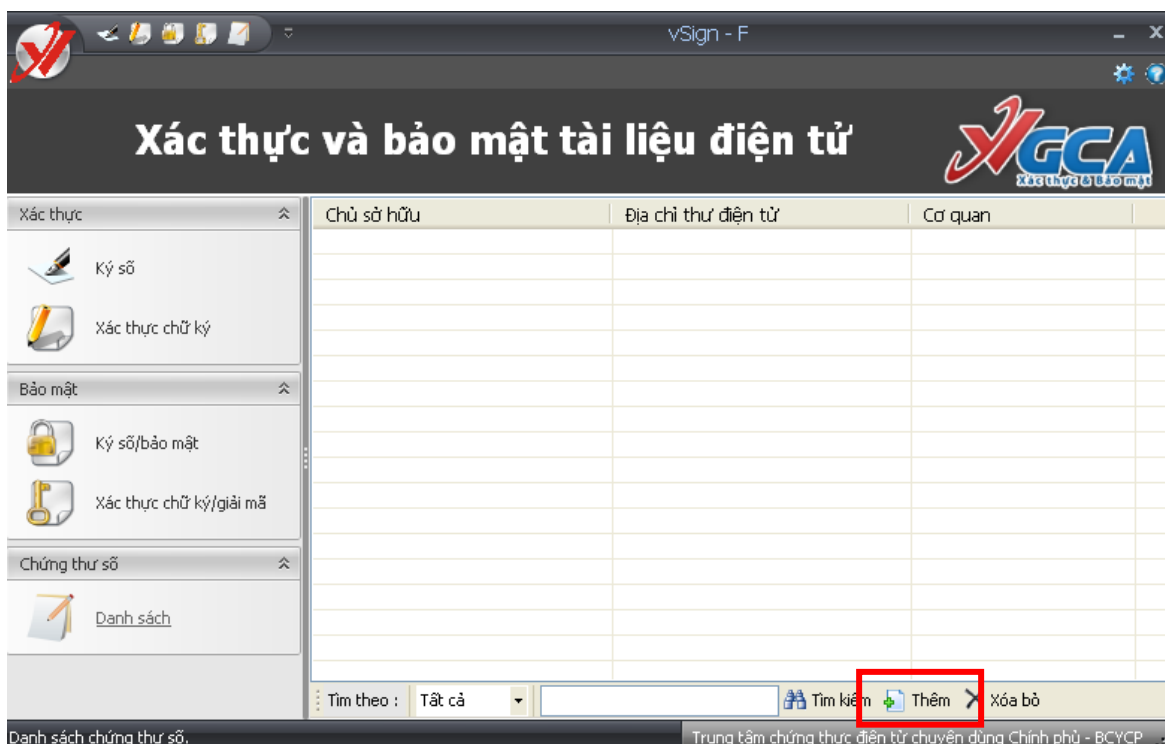 vSign - F
Xác thực và bảo mật tài liệu điện tử
VGCA
Xác thực & Bảo mật
Xác thực
Ký số
Xác thực chữ ký
Bảo mật
Ký số/bảo mật
Xác thực chữ ký/giải mã
Chứng thư số
Danh sách
Chủ sở hữu Địa chỉ thư điện tử Cơ quan
Tìm theo : Tất cả Tìm kiếm Thêm Xóa bỏ
Danh sách chứng thư số. Trung tâm chứng thực điện tử chuyên dùng Chính phủ - BCYCP